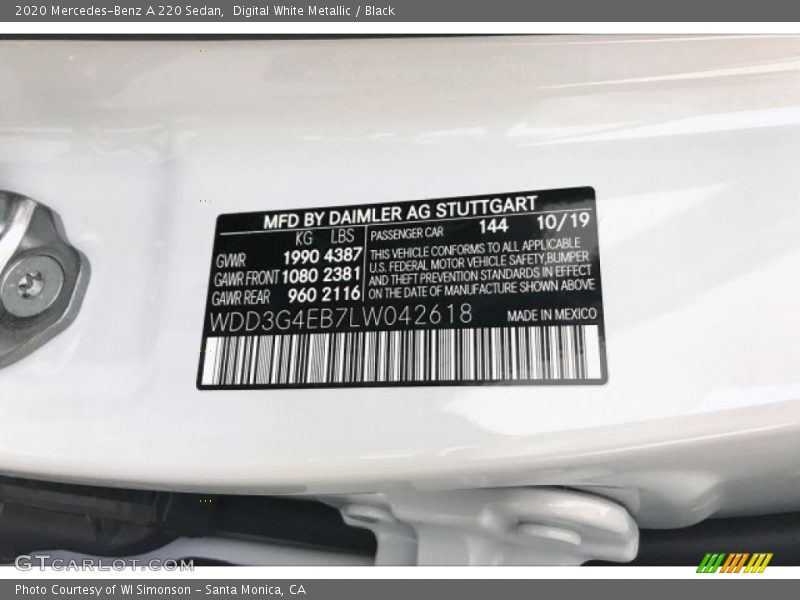 2020 Mercedes-Benz A 220 Sedan,  Digital White Metallic / Black
MFD BY DAIMLER AG STUTTGART
KG LBS
GVWR 1990 4387
GAWR FRONT 1080 2381
GAWR REAR 960 2116
PASSENGER CAR 144 10/19
THIS VEHICLE CONFORMS TO ALL APPLICABLE
U.S. FEDERAL MOTOR VEHICLE SAFETY,BUMPER
AND THEFT PREVENTION STANDARDS IN EFFECT
ON THE DATE OF MANUFACTURE SHOWN ABOVE
WDD3G4EB7LW042618 MADE IN MEXICO
GTCARLOT.COM
Photo Courtesy of WI Simonson - Santa Monica, CA